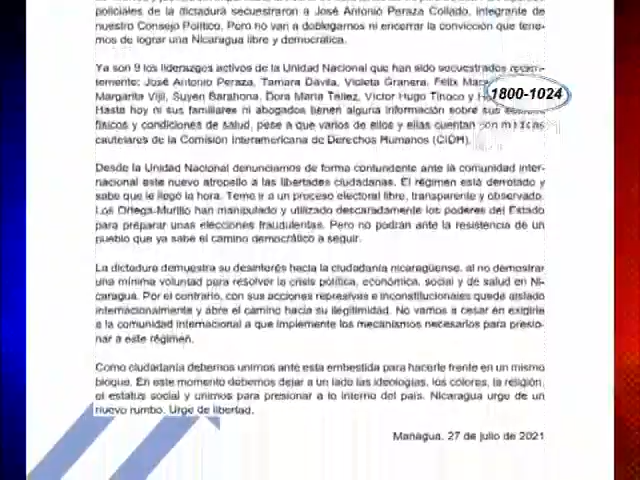 policiales de la dictadura secuestraron a José Antonio Peraza Collado, integrante de
nuestro Consejo Político. Pero no van a doblegarnos ni encerrar la convicción que tene-
mos de lograr una Nicaragua libre y democrática.
Ya son 9 los liderazgos activos de la Unidad Nacional que han sido secuestrados recien-
temente: José Antonio Peraza, Tamara Dávila, Violeta Granera, Félix
1800-1024
Margarita Vijil, Suyen Barahona, Dora María Téllez, Víctor Hugo Tinoco y
Hasta hoy ni sus familiares ni abogados tienen alguna información sobre sus
físicos y condiciones de salud, pese a que varios de ellos y ellas cuentan con medidas
cautelares de la Comisión Interamericana de Derechos Humanos (CIDH).
Desde la Unidad Nacional denunciamos de forma contundente ante la comunidad inter-
nacional este nuevo atropello a las libertades ciudadanas. El régimen está derrotado y
sabe que le llegó la hora. Teme ir a un proceso electoral libre, transparente y observado.
Los Ortega-Murillo han manipulado y utilizado descaradamente los poderes del Estado
para preparar unas elecciones fraudulentas. Pero no podrán ante la resistencia de un
pueblo que ya sabe el camino democrático a seguir.
La dictadura demuestra su desinterés hacia la ciudadanía nicaragüense, al no demostrar
una mínima voluntad para resolver la crisis política, económica, social y de salud en Ni-
caragua. Por el contrario, con sus acciones represivas e inconstitucionales queda aislado
internacionalmente y abre el camino hacia su ilegitimidad. No vamos a cesar en exigirle
a la comunidad internacional a que implemente los mecanismos necesarios para presio-
nar a este régimen.
Como ciudadanía debemos unirnos ante esta embestida para hacerle frente en un mismo
bloque. En este momento debemos dejar a un lado las ideologías, los colores, la religión,
el estatus social y unirnos para presionar a lo interno del país. Nicaragua urge de un
nuevo rumbo. Urge de libertad.
Managua, 27 de julio de 2021